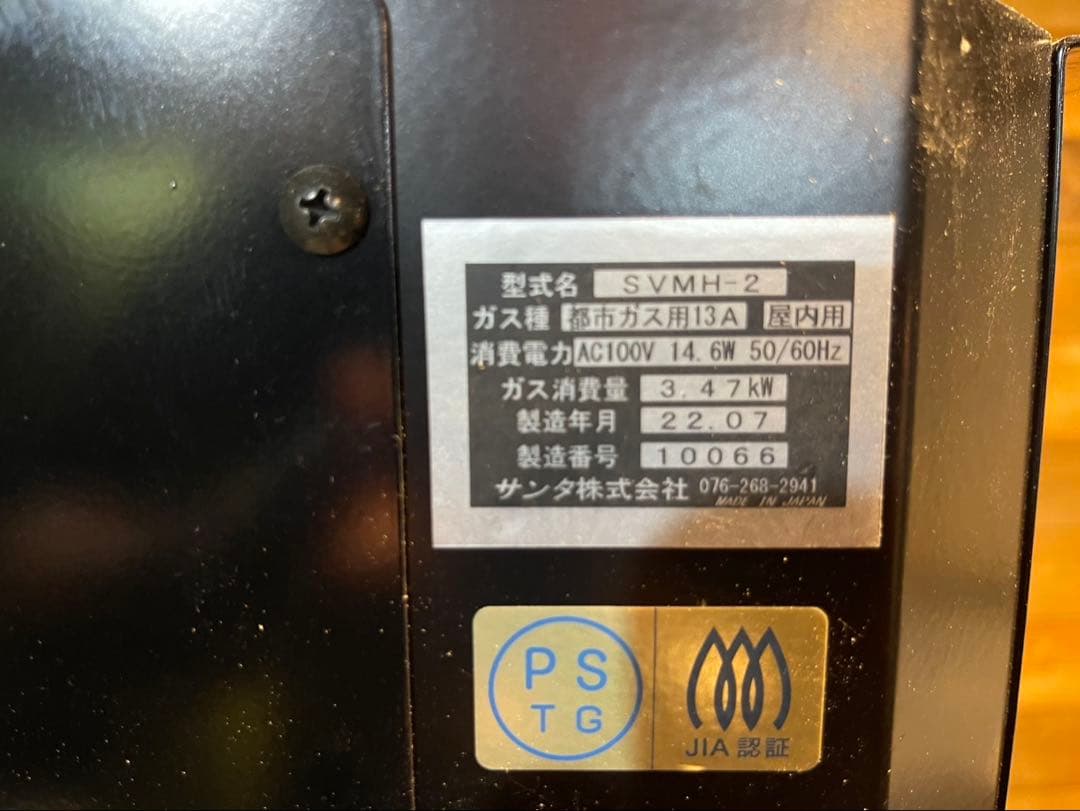 型式名 SVMH-2
ガス種 都市ガス用13A 屋内用
消費電力 AC100V 14.6W 50/60Hz
ガス消費量 3.47kW
製造年月 22.07
製造番号 10066
サンタ株式会社 076-268-2941
MADE IN JAPAN
PS
TG
JIA 認証